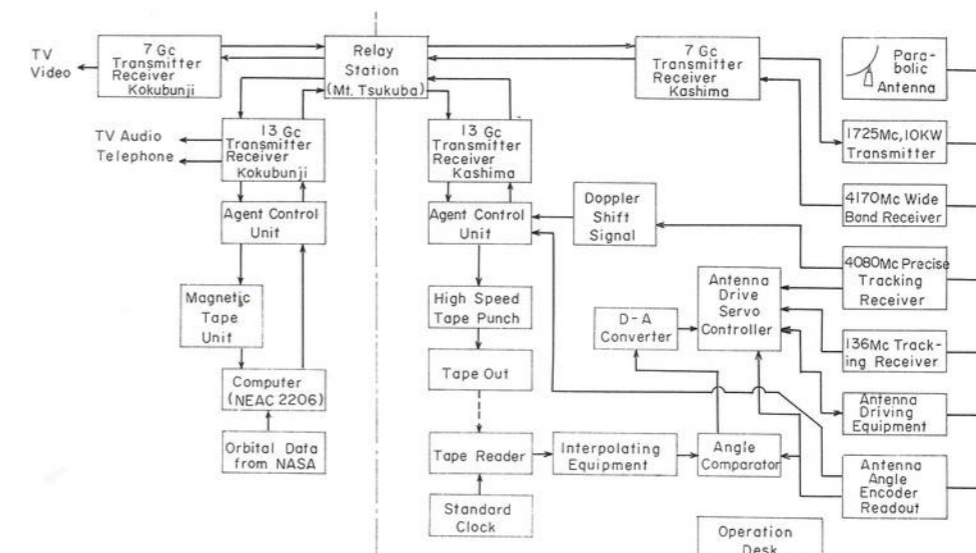 TV
Video
7 Gc
Transmitter
Receiver
Kokubunji
Relay
Station
(Mt. Tsukuba)
7 Gc
Transmitter
Receiver
Kashima
Para-
bolic
Antenna
TV Audio
Telephone
13 Gc
Transmitter
Receiver
Kokubunji
13 Gc
Transmitter
Receiver
Kashima
1725Mc, 10KW
Transmitter
Agent Control
Unit
Agent Control
Unit
Doppler
Shift
Signal
4170Mc Wide
Band Receiver
4080Mc Precise
Tracking
Receiver
Magnetic
Tape
Unit
High Speed
Tape Punch
D-A
Converter
Antenna
Drive
Servo
Controller
136Mc Track-
ing Receiver
Computer
(NEAC 2206)
Tape Out
Antenna
Driving
Equipment
Orbital Data
from NASA
Tape Reader
Interpolating
Equipment
Angle
Comparator
Antenna
Angle
Encoder
Readout
Standard
Clock
Operation
Desk